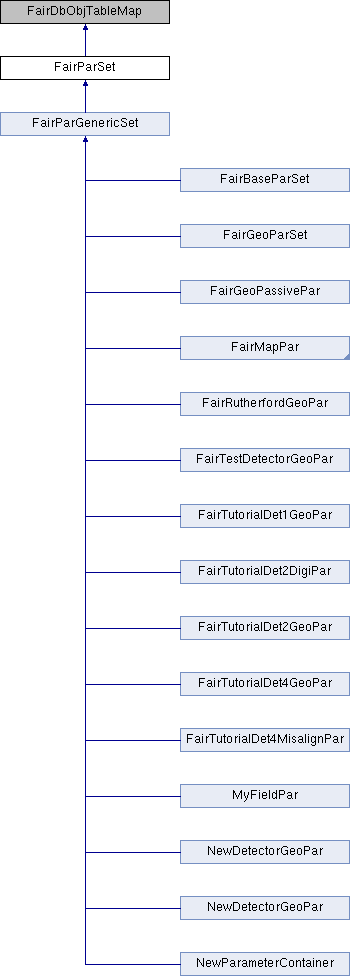 FairDbObjTableMap
FairParSet
FairParGenericSet
FairBaseParSet
FairGeoParSet
FairGeoPassivePar
FairMapPar
FairRutherfordGeoPar
FairTestDetectorGeoPar
FairTutorialDet1GeoPar
FairTutorialDet2DigiPar
FairTutorialDet2GeoPar
FairTutorialDet4GeoPar
FairTutorialDet4MisalignPar
MyFieldPar
NewDetectorGeoPar
NewDetectorGeoPar
NewParameterContainer